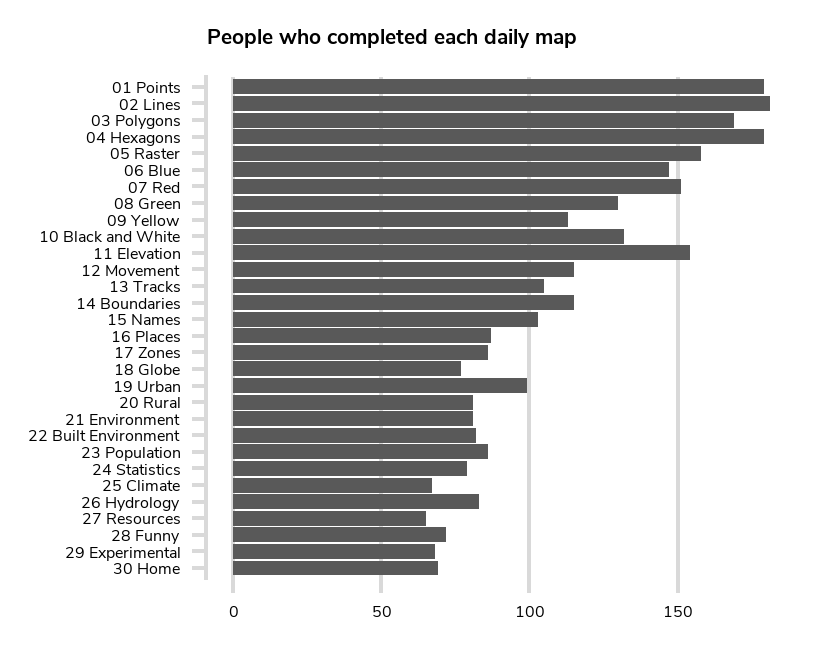 People who completed each daily map
01 Points
02 Lines
03 Polygons
04 Hexagons
05 Raster
06 Blue
07 Red
08 Green
09 Yellow
10 Black and White
11 Elevation
12 Movement
13 Tracks
14 Boundaries
15 Names
16 Places
17 Zones
18 Globe
19 Urban
20 Rural
21 Environment
22 Built Environment
23 Population
24 Statistics
25 Climate
26 Hydrology
27 Resources
28 Funny
29 Experimental
30 Home
0 50 100 150